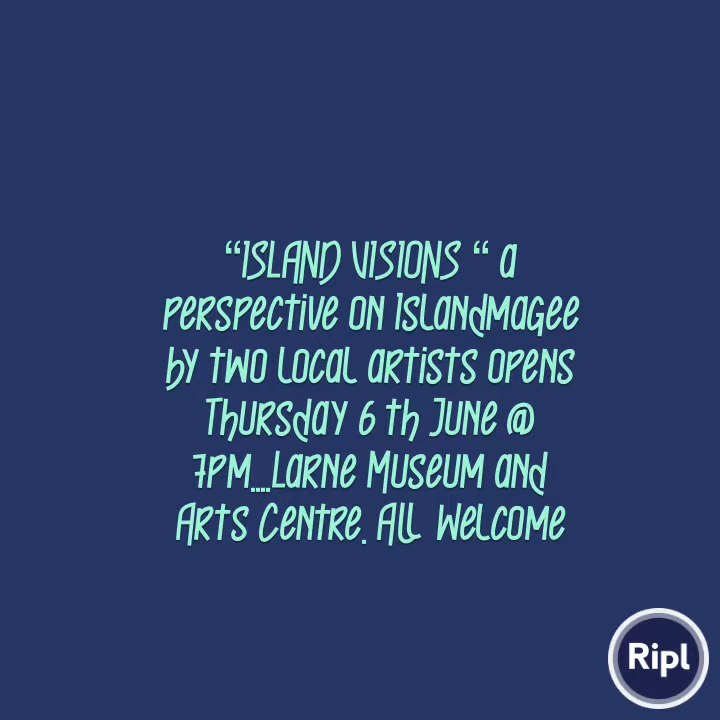 “ISLAND VISIONS “ a
perspective on Islandmagee
by two local artists opens
Thursday 6 th June @
7pm....Larne Museum and
Arts Centre. All  Welcome
Ripl